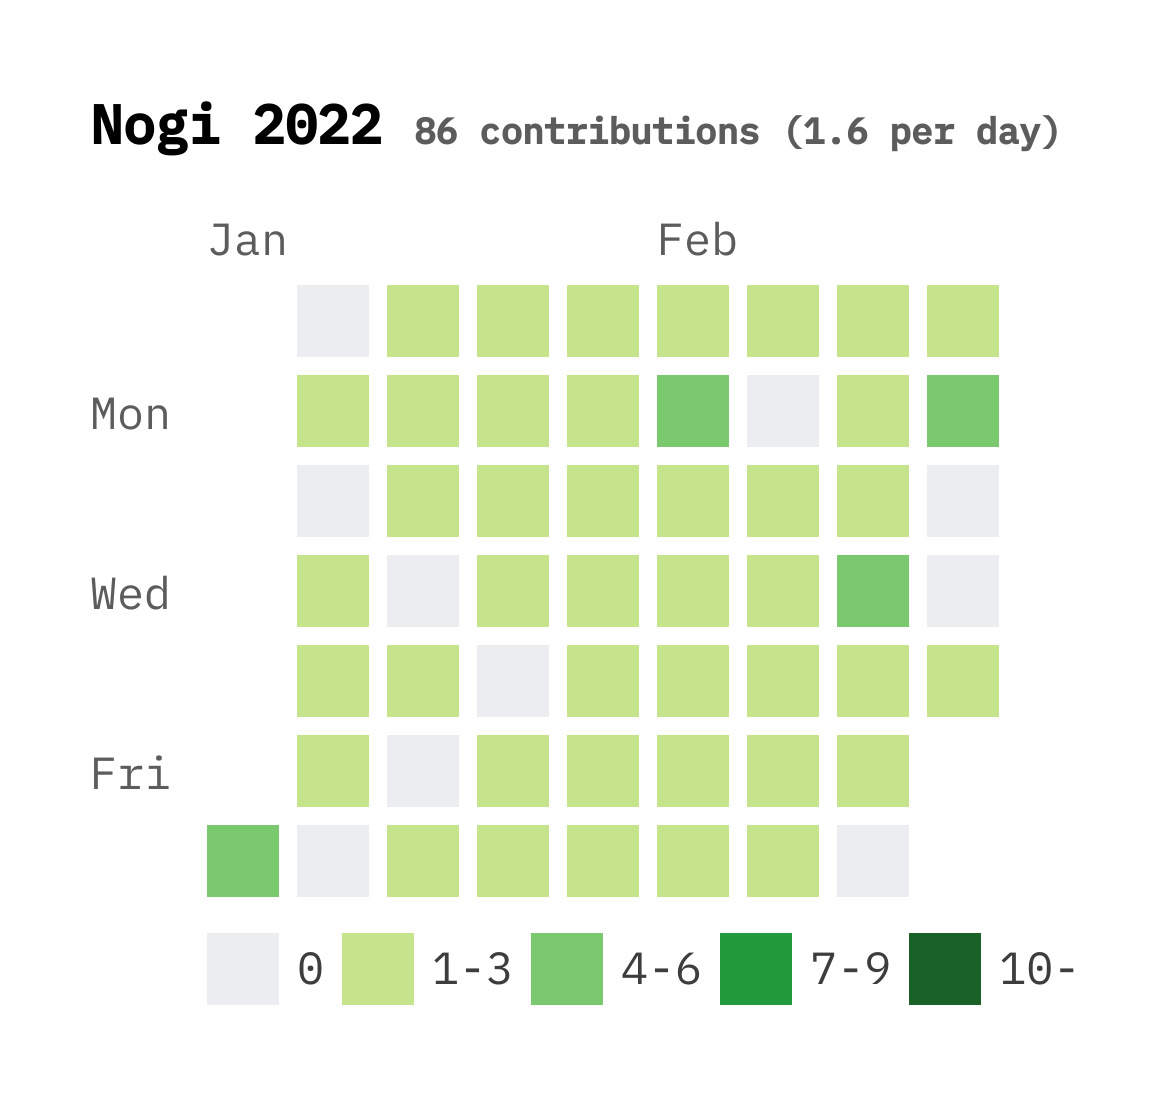 Nogi 2022 86 contributions (1.6 per day)
Jan Feb
Mon
Wed
Fri
0 1-3 4-6 7-9 10-